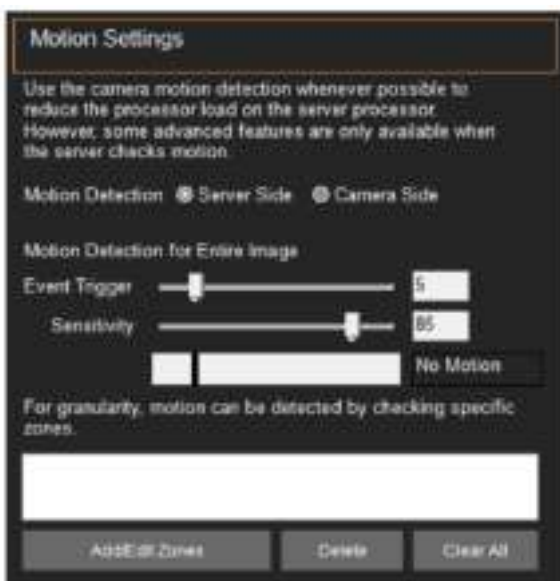 Motion Settings
Use the camera motion detection whenever possible to
reduce the processor load on the server processor.
However, some advanced features are only available when
the server checks motion.
Motion Detection Server Side Camera Side
Motion Detection for Entire Image
Event Trigger 5
Sensitivity 85
No Motion
For granularity, motion can be detected by checking specific
zones.
Add/Edit Zones Delete Clear All